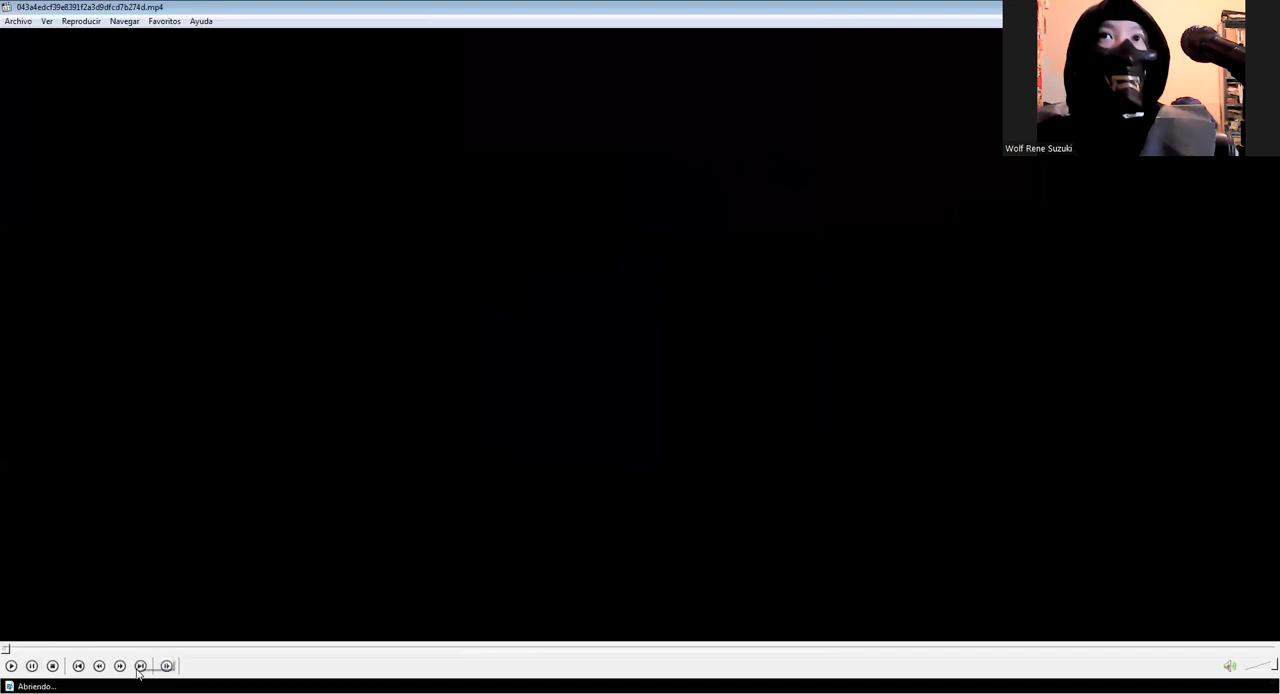 043a4edcf39e8391f2a3d9dfcd7b274d.mp4
Archivo Ver Reproducir Navegar Favoritos Ayuda
Wolf Rene Suzuki
Abriendo...